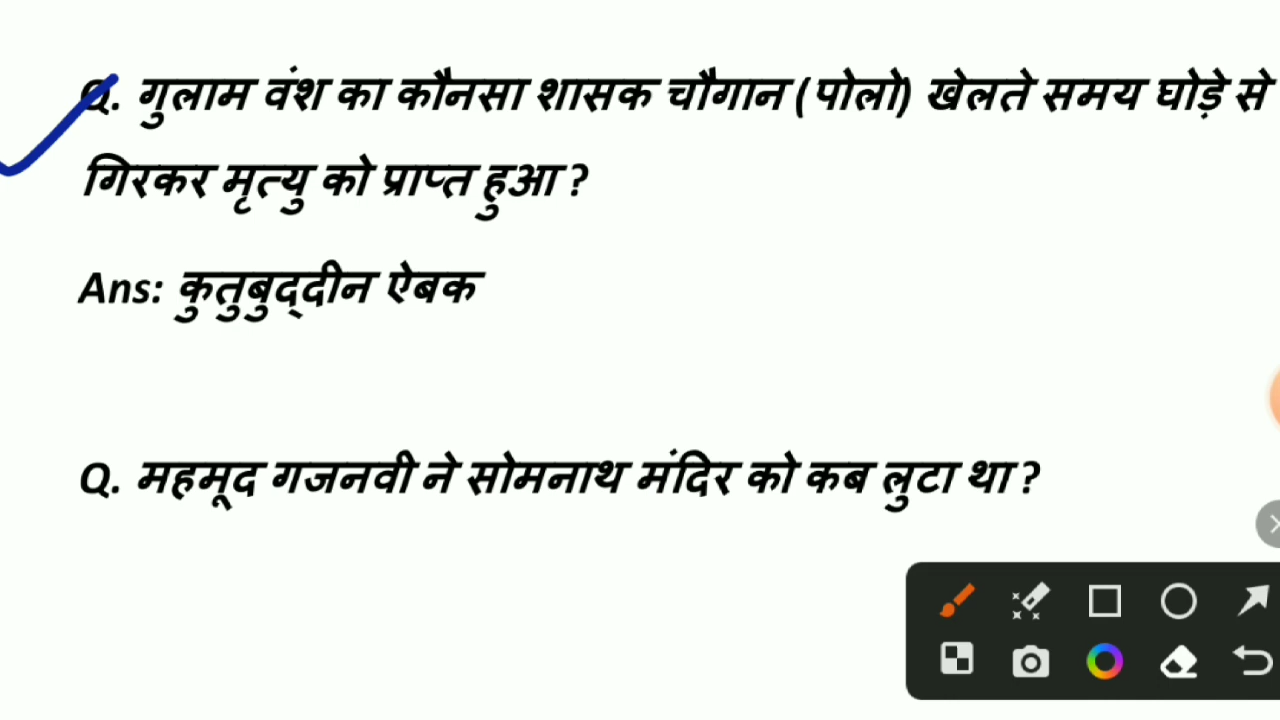 Q. गुलाम वंश का कौनसा शासक चौगान (पोलो) खेलते समय घोड़े से
गिरकर मृत्यु को प्राप्त हुआ ?
Ans: कुतुबुद्दीन ऐबक
Q. महमूद गजनवी ने सोमनाथ मंदिर को कब लुटा था ?